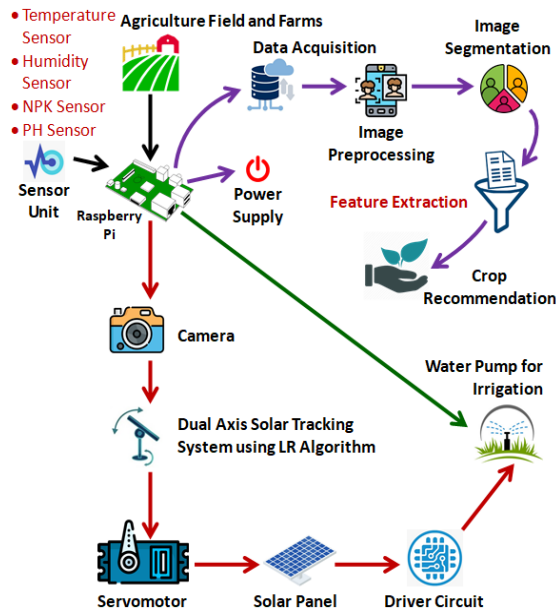 • Temperature
Sensor
• Humidity
Sensor
• NPK Sensor
• PH Sensor
Agriculture Field and Farms
Data Acquisition
Image
Segmentation
Image
Preprocessing
Sensor
Unit
Raspberry
Pi
Power
Supply
Feature Extraction
Crop
Recommendation
Camera
Water Pump for
Irrigation
Dual Axis Solar Tracking
System using LR Algorithm
Servomotor
Solar Panel
Driver Circuit